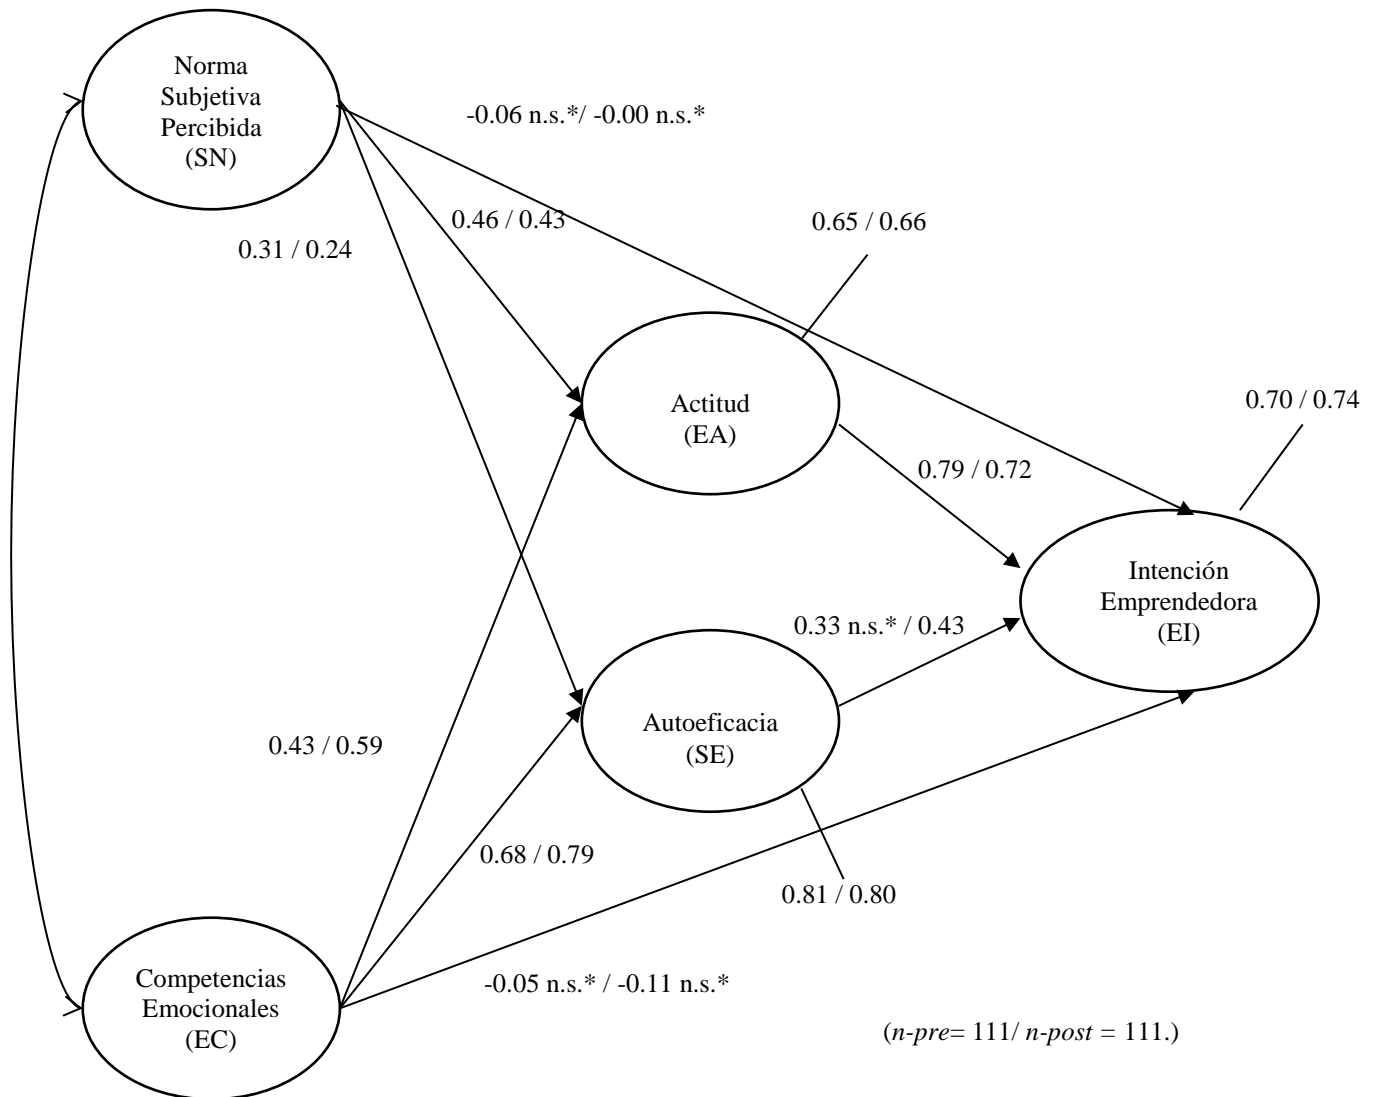 Norma
Subjetiva
Percibida
(SN)
-0.06 n.s.*/ -0.00 n.s.*
0.46 / 0.43
0.65 / 0.66
0.31 / 0.24
Actitud
(EA)
0.70 / 0.74
0.79 / 0.72
Intención
Emprendedora
(EI)
0.33 n.s.* / 0.43
Autoeficacia
(SE)
0.43 / 0.59
0.68 / 0.79
0.81 / 0.80
Competencias
Emocionales
(EC)
-0.05 n.s.* / -0.11 n.s.*
(n-pre= 111/ n-post = 111.)